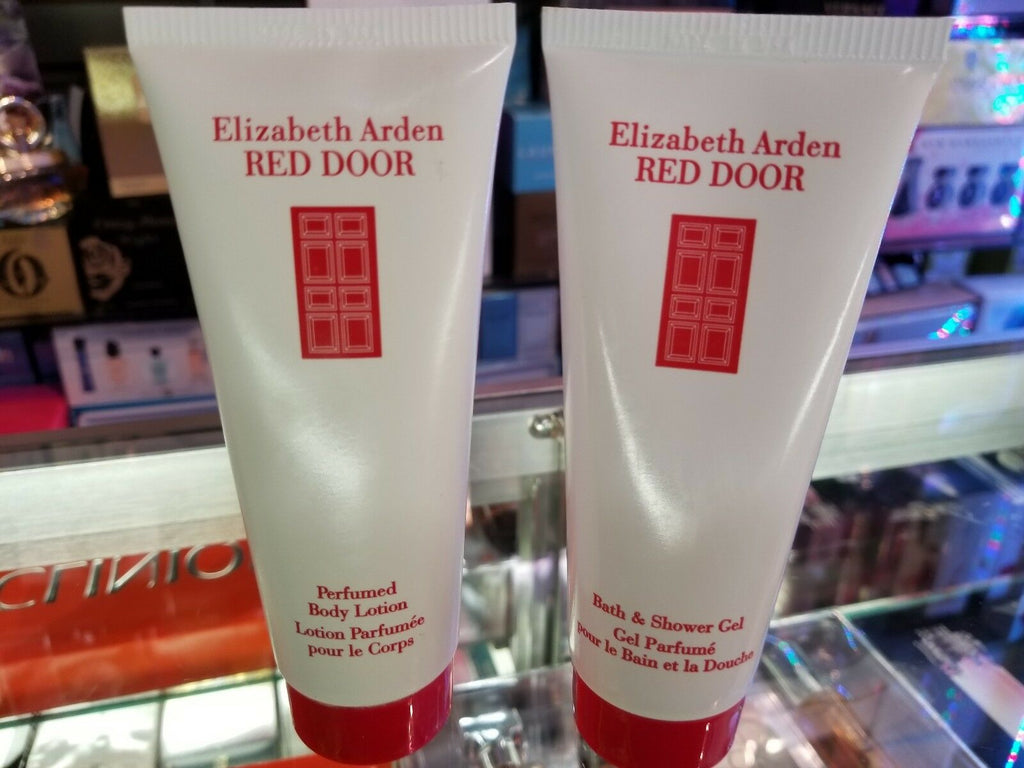 Elizabeth Arden
RED DOOR
Perfumed
Body Lotion
Lotion Parfumée
pour le Corps
Elizabeth Arden
RED DOOR
Bath & Shower Gel
Gel Parfumé
pour le Bain et la Douche